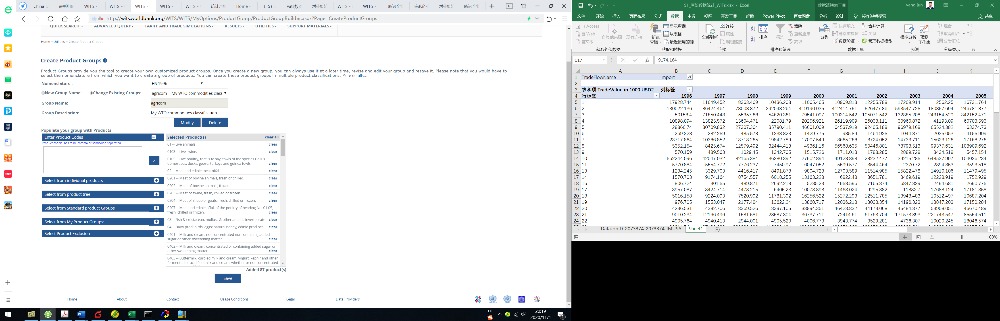 China D
最新电影
WITS -
WITS -
WITS -
WITS -
WITS -
统计月报
Home -
(15) E
wits数据
对外经济
WITS -
WITS -
腾讯企业
腾讯企业
对外经济
腾讯企业
18
http://wits.worldbank.org/WITS/WITS/MyOptions/ProductGroup/ProductGroupBuilder.aspx?Page=CreateProductGroups
QUICK SEARCH
ADVANCED QUERY
TARIFF AND TRADE SIMULATIONS
RESULTS
UTILITIES
SUPPORT MATERIALS
Home > Utilities > Create Product Groups
Create Product Groups
Product Groups provide you the tool to create your own customized product groups. Once you create a new group, you can always use it at a later time, revise and edit your group and resave it. Please note that you would have to
select the nomenclature from which you want to create a group of products. You can create these product groups in multiple product classifications. More details...
Nomenclature :
HS 1996
New Group Name:
Change Existing Groups:
agricom -- My WTO commodities class
Group Name:
agricom
Group Description:
My WTO commodities classification
Modify
Delete
Populate your group with Products
Enter Product Codes
Product code(s) has to be comma or semicolon separated.
>
Select from individual products
Select from product tree
Select from Standard product Groups
Select from My Product Groups:
Select Product Exclusion
Selected Product(s) clear all
01 -- Live animals clear
0103 -- Live swine. clear
0105 -- Live poultry, that is to say, fowls of the species Gallus
domesticus, ducks, geese, turkeys and guinea fowls. clear
02 -- Meat and edible meat offal clear
0201 -- Meat of bovine animals, fresh or chilled. clear
0202 -- Meat of bovine animals, frozen. clear
0203 -- Meat of swine, fresh, chilled or frozen. clear
0204 -- Meat of sheep or goats, fresh, chilled or frozen. clear
0207 -- Meat and edible offal, of the poultry of heading No. 01.05,
fresh, chilled or frozen. clear
03 -- Fish & crustacean, mollusc & other aquatic invertebrate clear
04 -- Dairy prod; birds' eggs; natural honey; edible prod nes clear
0401 -- Milk and cream, not concentrated nor containing added
sugar or other sweetening matter. clear
0402 -- Milk and cream, concentrated or containing added sugar or
other sweetening matter. clear
0403 -- Buttermilk, curdled milk and cream, yogurt, kephir and other
fermented or acidified milk and cream, whether or not concentrated
Added 87 product(s)
Save
Home
About
Contact
Usage Conditions
Legal
Data Providers
CH
20:19
2020/11/1
S1_原始数据统计_WITs.xlsx - Excel
数据透视表工具
yang jun
文件 开始 插入 页面布局 公式 数据 审阅 视图 开发工具 帮助 Power Pivot 百度网盘 分析 设计 操作说明搜索 共享
自 Access
自 Web
自文本
自其他来源
现有连接
获取外部数据
新建
查询
显示查询
从表格
最近使用的源
获取和转换
全部刷新
连接
属性
编辑链接
连接
排序
筛选
清除
重新应用
高级
排序和筛选
分列
快速填充
删除重复值
数据验证
合并计算
关系
管理数据模型
数据工具
模拟分析
预测
工作表
预测
组合
取消组合
分类汇总
分级显示
C17
fx
9174.164
A B C D E F G H I J K
1 TradeFlowName Import
2
3 求和项:TradeValue in 1000 USD2 列标签
4 行标签 1996 1997 1998 1999 2000 2001 2002 2003 2004 2005
5 1 17928.744 11649.452 8363.469 10436.208 11065.465 10909.813 12255.788 17209.914 2562.25 16731.764
6 2 130022.136 86424.464 73008.872 292048.264 419190.035 412414.751 526477.86 593547.725 180857.694 246781.877
7 3 50158.4 71650.448 55357.66 54620.361 79541.097 100314.542 105071.542 132885.208 243154.529 342152.471
8 4 10898.094 13825.572 15604.471 22081.79 20256.921 26119.909 26038.111 30960.872 41193.09 60703.593
9 5 28866.74 30709.832 27307.364 35790.411 46601.009 64537.919 92405.188 96979.168 65524.382 63374.73
10 6 269.328 282.259 485.578 1233.823 1429.775 985.89 1464.925 1044.371 2035.053 4155.909
11 7 23717.864 10366.852 13718.265 19842.789 17007.549 8665.266 8724.052 14733.711 15623.126 17168.276
12 8 5352.154 8425.674 12579.492 32444.413 49361.16 56568.635 50446.801 78798.513 99377.631 108909.692
13 9 570.159 489.563 1029.45 1342.705 1515.726 1711.013 1788.285 2889.728 3434.518 5457.154
14 10 562244.096 42047.032 82165.384 36280.392 27902.894 49128.898 28232.477 39215.285 648537.997 104026.234
15 11 5770.884 5554.772 7776.237 7450.97 6047.052 5599.577 3544.464 2370.72 2894.853 3593.518
16 13 1234.245 3329.703 4416.417 8491.878 9804.723 12703.589 11514.985 15822.478 14910.106 11479.495
17 14 1570.703 9174.164 8754.557 6018.255 13163.228 6822.48 3651.781 3469.619 12228.919 1752.929
18 16 806.724 301.55 489.871 2692.218 5285.23 4958.596 7165.374 6847.329 2494.681 2690.775
19 17 3957.087 3424.714 4478.215 6405.23 10073.898 11463.024 9295.882 11832.7 17688.124 17181.358
20 18 5016.158 9224.093 7520.992 11781.392 16256.522 15272.293 12511.785 13948.483 10512.497 10687.204
21 19 976.705 1553.047 2177.484 13622.24 13860.717 12036.218 13038.354 14196.323 13847.203 17150.284
22 20 4236.531 4382.706 8369.526 18397.105 33894.351 46423.832 44173.068 45484.377 53908.051 45670.489
23 21 9010.234 12166.496 11581.581 28587.304 36737.711 72414.61 61763.704 171573.893 221743.547 85554.511
24 22 4905.764 4940.413 2944.001 4905.523 4006.773 3943.774 3529.281 4736.307 10020.245 18046.574
DataJobID-2073374_2073374_IMUSA
Sheet1
100%